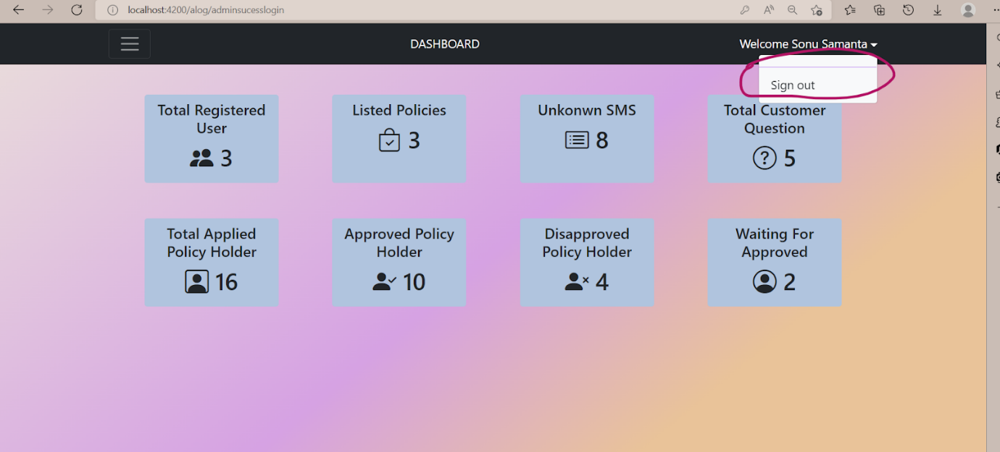 localhost:4200/alog/adminsucesslogin
DASHBOARD
Welcome Sonu Samanta
Sign out
Total Registered
User
3
Listed Policies
3
Unkonwn SMS
8
Total Customer
Question
5
Total Applied
Policy Holder
16
Approved Policy
Holder
10
Disapproved
Policy Holder
4
Waiting For
Approved
2